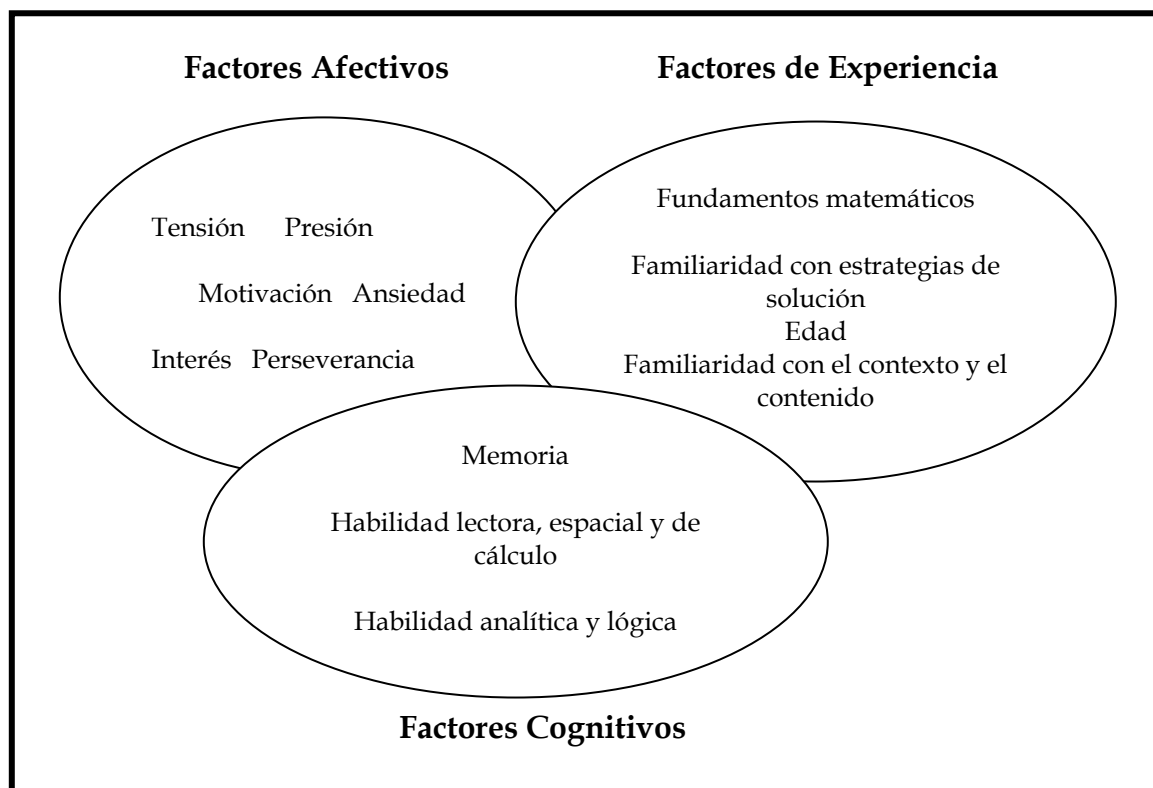 Factores Afectivos
Factores de Experiencia
Tensión Presión
Motivación Ansiedad
Interés Perseverancia
Fundamentos matemáticos
Familiaridad con estrategias de
solución
Edad
Familiaridad con el contexto y el
contenido
Memoria
Habilidad lectora, espacial y de
cálculo
Habilidad analítica y lógica
Factores Cognitivos